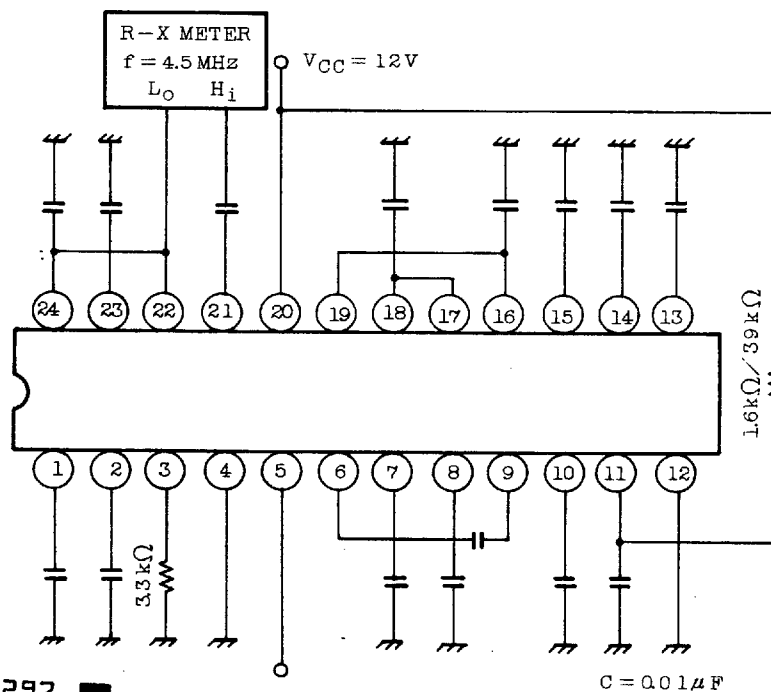 R-X METER
f = 4.5 MHz
LO Hi
VCC = 12V
24 23 22 21 20 19 18 17 16 15 14 13
1.6kΩ/39kΩ
1 2 3 4 5 6 7 8 9 10 11 12
3.3kΩ
C = 0.01μF
297